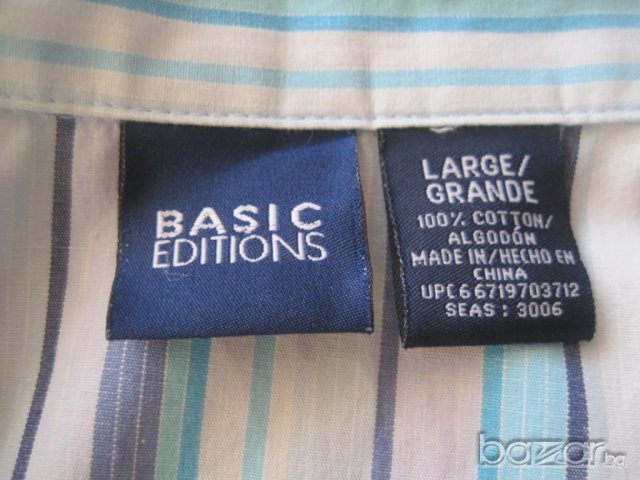 BASIC
EDITIONS
LARGE/
GRANDE
100% COTTON/
ALGODÓN
MADE IN/HECHO EN
CHINA
UPC 6 6719703712
SEAS: 3006
bazar.bg